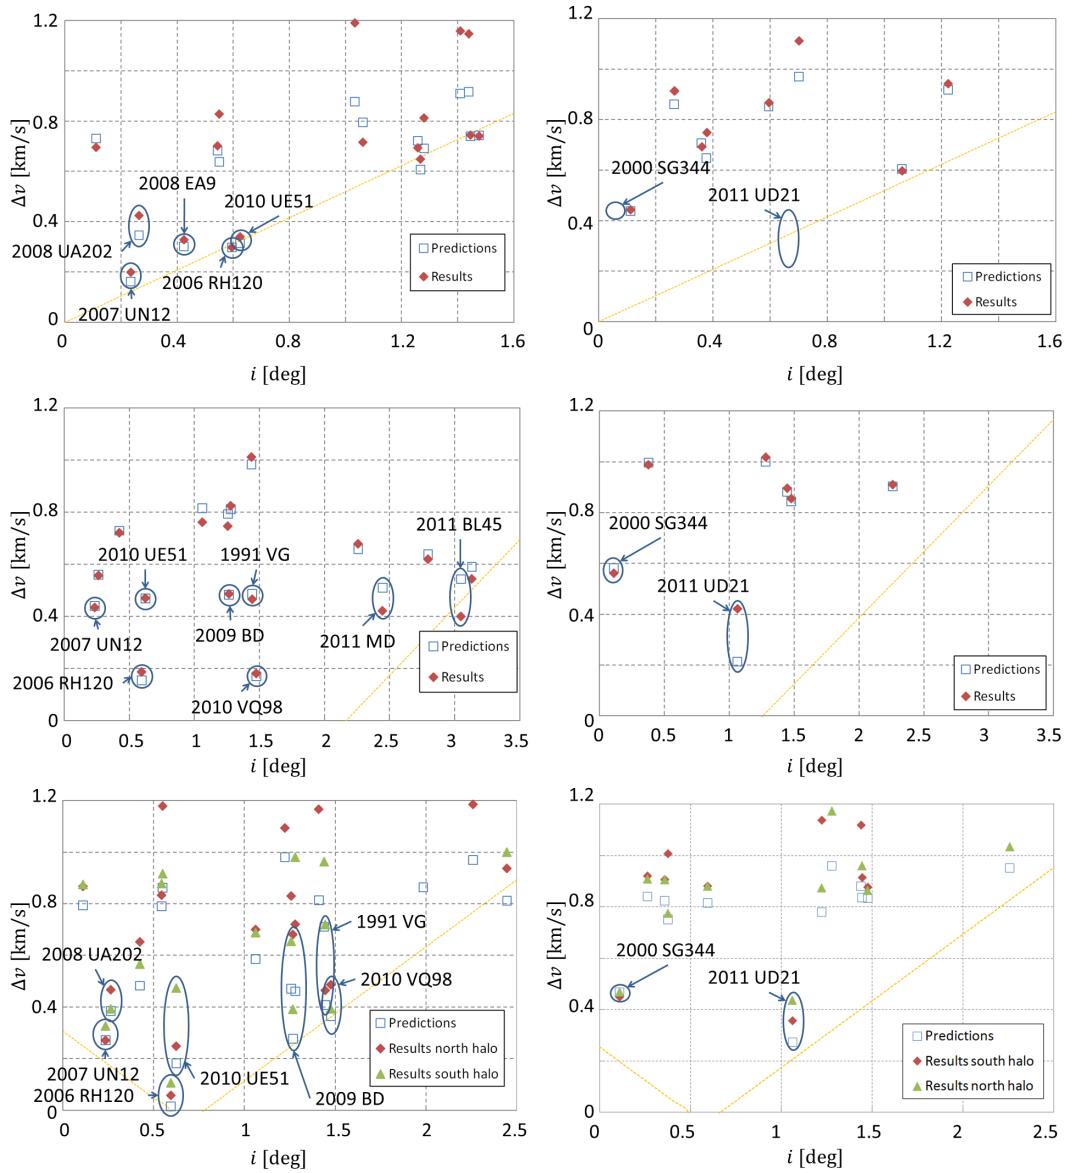 1.2
0.8
0.4
0
Δv [km/s]
2008 EA9
2010 UE51
2008 UA202
2006 RH120
2007 UN12
Predictions
Results
0 0.4 0.8 1.2 1.6
i [deg]
1.2
0.8
0.4
0
Δv [km/s]
2000 SG344
2011 UD21
Predictions
Results
0 0.4 0.8 1.2 1.6
i [deg]
1.2
0.8
0.4
0
Δv [km/s]
2011 BL45
2010 UE51
1991 VG
2007 UN12
2009 BD
2011 MD
2006 RH120
2010 VQ98
Predictions
Results
0 0.5 1 1.5 2 2.5 3 3.5
i [deg]
1.2
0.8
0.4
0
Δv [km/s]
2000 SG344
2011 UD21
Predictions
Results
0 0.5 1 1.5 2 2.5 3 3.5
i [deg]
1.2
0.8
0.4
0
Δv [km/s]
1991 VG
2008 UA202
2010 VQ98
2007 UN12
2010 UE51
2006 RH120
2009 BD
Predictions
Results north halo
Results south halo
0 0.5 1 1.5 2 2.5
i [deg]
1.2
0.8
0.4
0
Δv [km/s]
2000 SG344
2011 UD21
Predictions
Results south halo
Results north halo
0 0.5 1 1.5 2 2.5
i [deg]